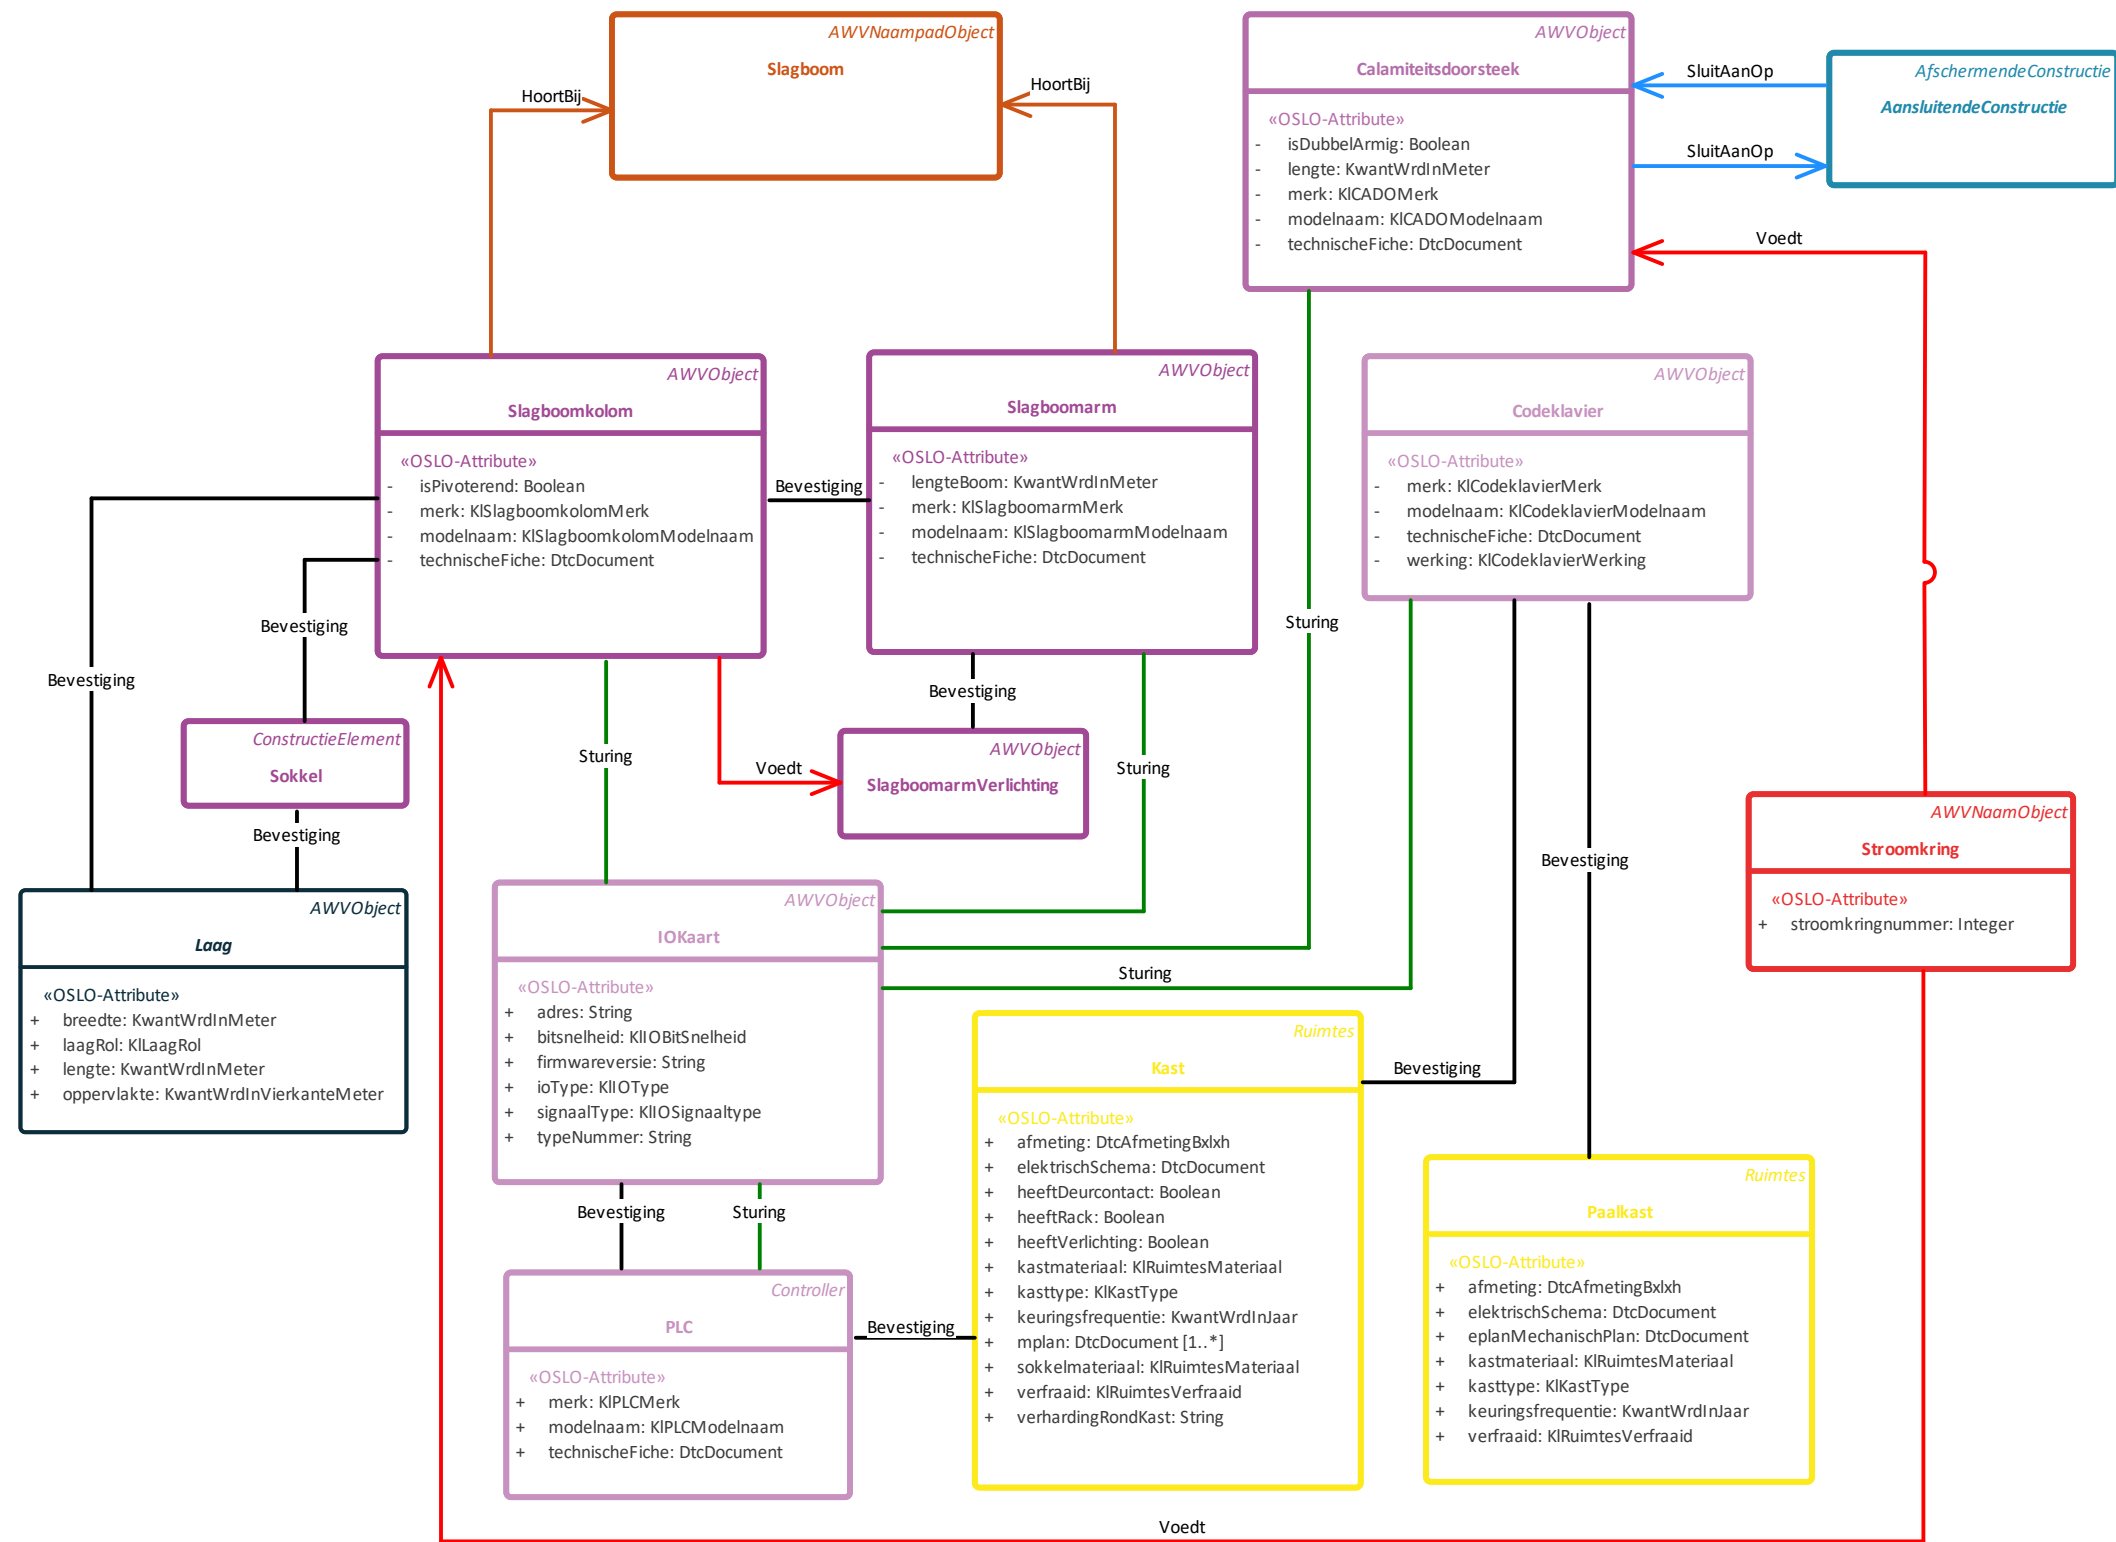 AWVNaampadObject
Slagboom
HoortBij
HoortBij
AWVObject
Calamiteitsdoorsteek
«OSLO-Attribute»
- isDubbelArmig: Boolean
- lengte: KwantWrdInMeter
- merk: KlCADOMerk
- modelnaam: KlCADOModelnaam
- technischeFiche: DtcDocument
SluitAanOp
SluitAanOp
AfschermendeConstructie
AansluitendeConstructie
Voedt
AWVObject
Slagboomkolom
«OSLO-Attribute»
- isPivoterend: Boolean
- merk: KlSlagboomkolomMerk
- modelnaam: KlSlagboomkolomModelnaam
- technischeFiche: DtcDocument
Bevestiging
AWVObject
Slagboomarm
«OSLO-Attribute»
- lengteBoom: KwantWrdInMeter
- merk: KlSlagboomarmMerk
- modelnaam: KlSlagboomarmModelnaam
- technischeFiche: DtcDocument
AWVObject
Codeklavier
«OSLO-Attribute»
- merk: KlCodeklavierMerk
- modelnaam: KlCodeklavierModelnaam
- technischeFiche: DtcDocument
- werking: KlCodeklavierWerking
Sturing
Bevestiging
Bevestiging
Bevestiging
ConstructieElement
Sokkel
Bevestiging
Sturing
Voedt
AWVObject
SlagboomarmVerlichting
Sturing
AWVNaamObject
Stroomkring
«OSLO-Attribute»
+ stroomkringnummer: Integer
Bevestiging
AWVObject
Laag
«OSLO-Attribute»
+ breedte: KwantWrdInMeter
+ laagRol: KlLaagRol
+ lengte: KwantWrdInMeter
+ oppervlakte: KwantWrdInVierkanteMeter
AWVObject
IOKaart
«OSLO-Attribute»
+ adres: String
+ bitsnelheid: KlIOBitSnelheid
+ firmwareversie: String
+ ioType: KlIOType
+ signaalType: KlIOSignaaltype
+ typeNummer: String
Sturing
Bevestiging
Ruimtes
Kast
«OSLO-Attribute»
+ afmeting: DtcAfmetingBxlxh
+ elektrischSchema: DtcDocument
+ heeftDeurcontact: Boolean
+ heeftRack: Boolean
+ heeftVerlichting: Boolean
+ kastmateriaal: KlRuimtesMateriaal
+ kasttype: KlKastType
+ keuringsfrequentie: KwantWrdInJaar
+ mplan: DtcDocument [1..*]
+ sokkelmateriaal: KlRuimtesMateriaal
+ verfraaid: KlRuimtesVerfraaid
+ verhardingRondKast: String
Ruimtes
Paalkast
«OSLO-Attribute»
+ afmeting: DtcAfmetingBxlxh
+ elektrischSchema: DtcDocument
+ eplanMechanischPlan: DtcDocument
+ kastmateriaal: KlRuimtesMateriaal
+ kasttype: KlKastType
+ keuringsfrequentie: KwantWrdInJaar
+ verfraaid: KlRuimtesVerfraaid
Bevestiging
Sturing
Controller
PLC
«OSLO-Attribute»
+ merk: KlPLCMerk
+ modelnaam: KlPLCModelnaam
+ technischeFiche: DtcDocument
Bevestiging
Voedt